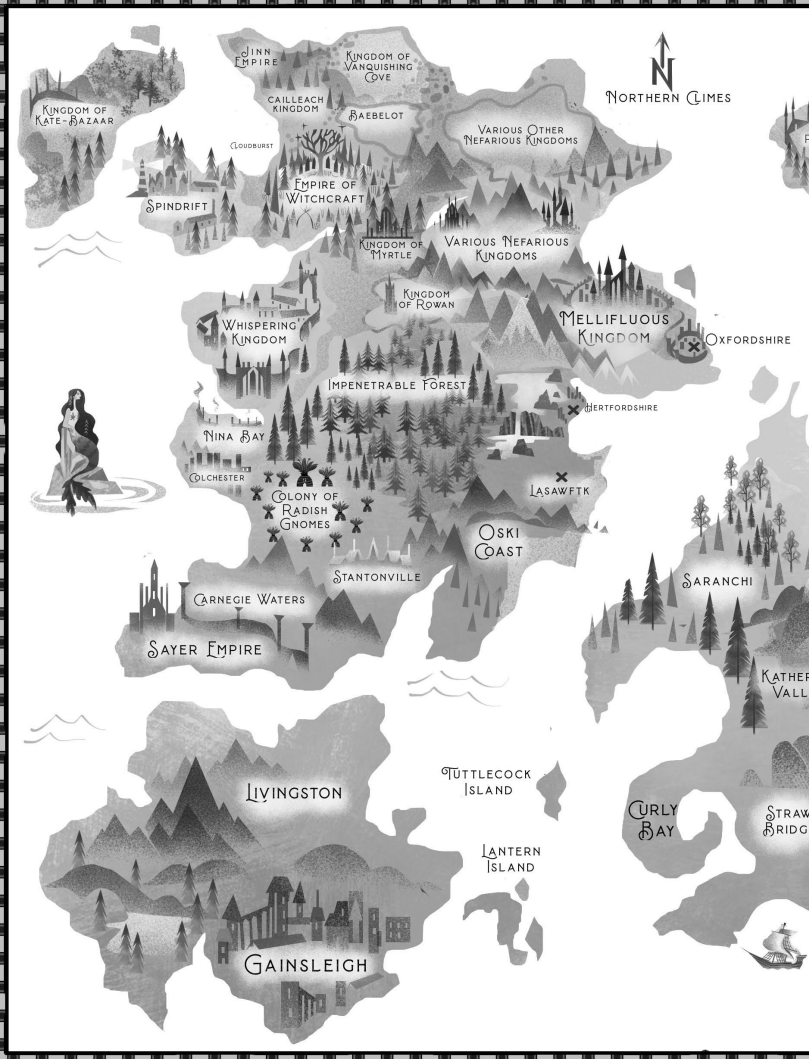 Jinn
Empire
Kingdom of
Vanquishing
Cove
N
Northern Climes
Kingdom of
Kate-Bazaar
Cailleach
Kingdom
Baebelot
Various Other
Nefarious Kingdoms
Cloudburst
Empire of
Witchcraft
Spindrift
Kingdom of
Myrtle
Various Nefarious
Kingdoms
Kingdom
of Rowan
Whispering
Kingdom
Mellifluous
Kingdom
Oxfordshire
Impenetrable Forest
Hertfordshire
Nina Bay
Colchester
Lasawftk
Colony of
Radish
Gnomes
Oski
Coast
Stantonville
Saranchi
Carnegie Waters
Sayer Empire
Livingston
Tuttlecock
Island
Curly
Bay
Lantern
Island
Gainsleigh